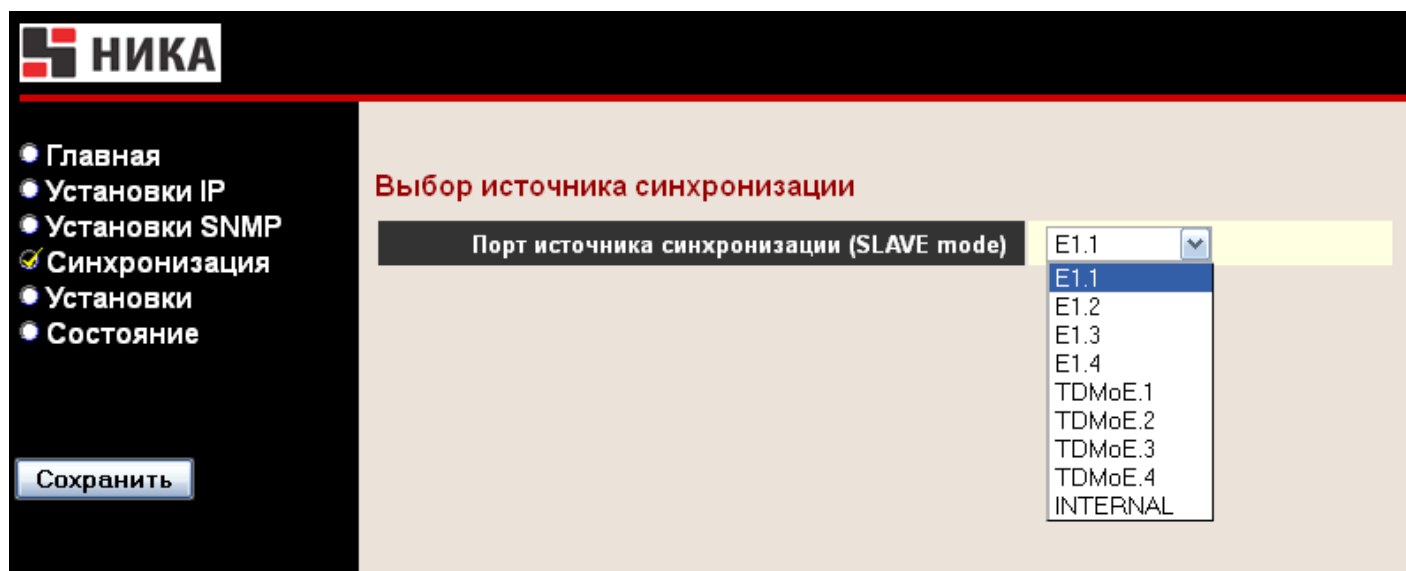 НИКА
Главная
Установки IP
Установки SNMP
Синхронизация
Установки
Состояние
Сохранить
Выбор источника синхронизации
Порт источника синхронизации (SLAVE mode)
E1.1
E1.1
E1.2
E1.3
E1.4
TDMoE.1
TDMoE.2
TDMoE.3
TDMoE.4
INTERNAL